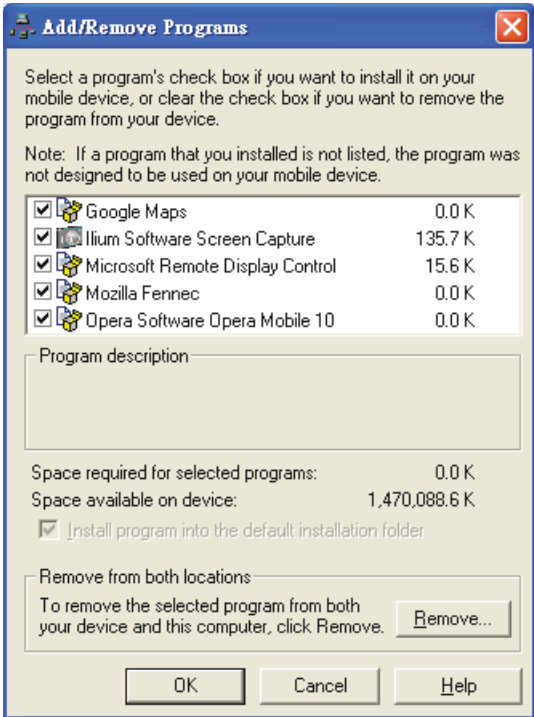 Add/Remove Programs
Select a program's check box if you want to install it on your
mobile device, or clear the check box if you want to remove the
program from your device.
Note: If a program that you installed is not listed, the program was
not designed to be used on your mobile device.
Google Maps 0.0 K
Ilium Software Screen Capture 135.7 K
Microsoft Remote Display Control 15.6 K
Mozilla Fennec 0.0 K
Opera Software Opera Mobile 10 0.0 K
Program description
Space required for selected programs: 0.0 K
Space available on device: 1,470,088.6 K
Install program into the default installation folder
Remove from both locations
To remove the selected program from both
your device and this computer, click Remove.
Remove...
OK Cancel Help